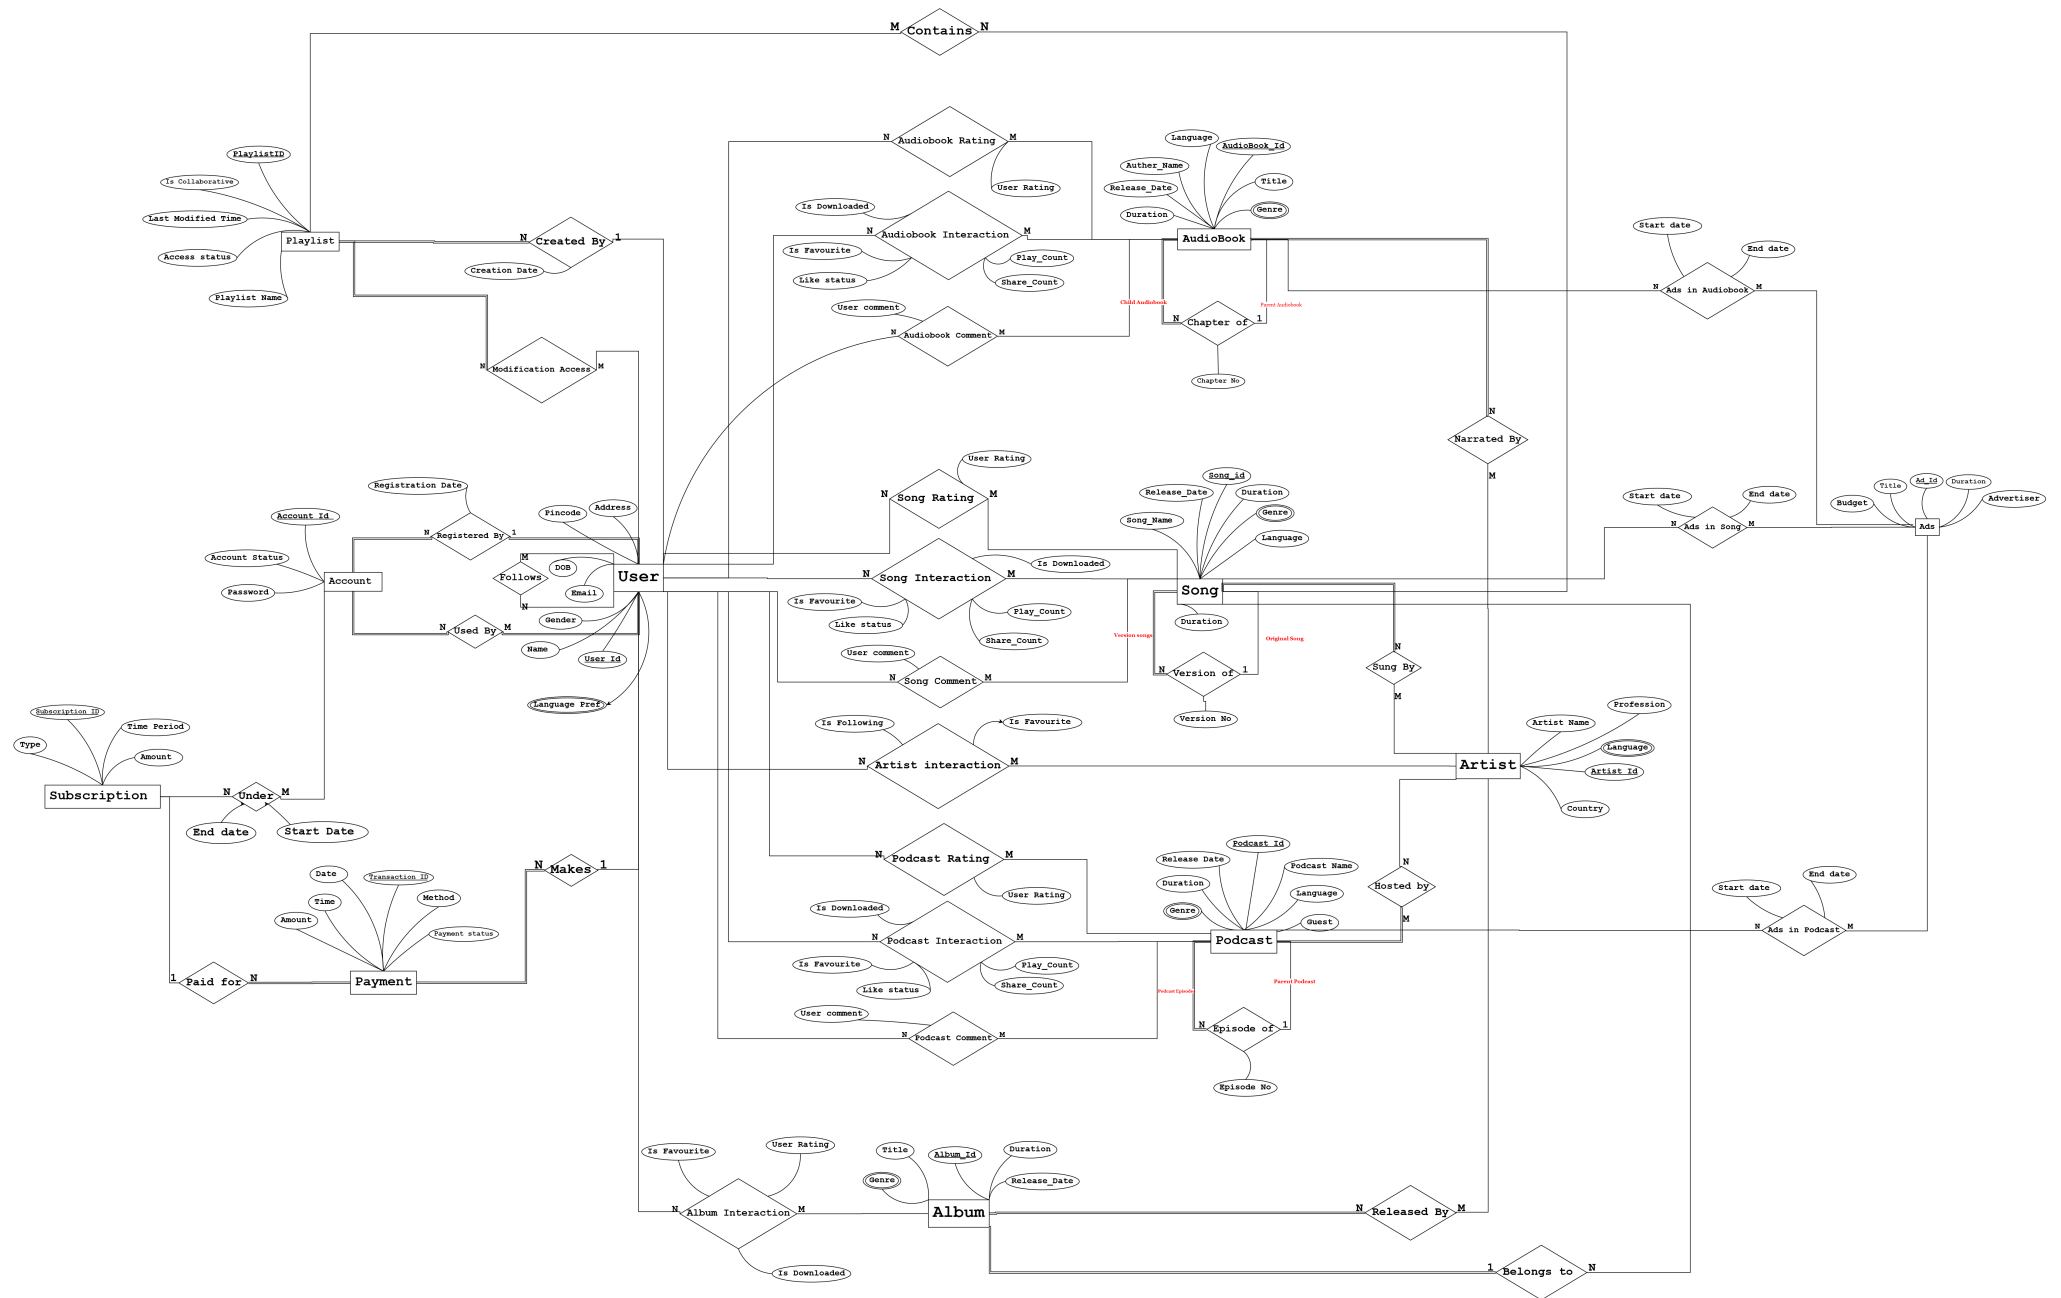 M Contains N
Audiobook Rating
N M
User Rating
Language
AudioBook_Id
Auther_Name
Release_Date
Title
Duration
Genre
AudioBook
PlaylistID
Is Collaborative
Last Modified Time
Access status
Playlist Name
Playlist
N Created By 1
Creation Date
Is Downloaded
N Audiobook Interaction M
Is Favourite
Like status
Play_Count
Share_Count
User comment
N Audiobook Comment M
Child Audiobook
Parent Audiobook
N Chapter of 1
Chapter No
Start date
End date
N Ads in Audiobook M
N Modification Access M
N
Narrated By
M
Registration Date
N Registered By 1
Account Id
Account Status
Password
Account
Pincode
Address
M
Follows
N
DOB
Email
User
Gender
Name
User Id
Language Pref
N Used By M
User Rating
N Song Rating M
N Song Interaction M
Is Downloaded
Is Favourite
Like status
Play_Count
Share_Count
User comment
N Song Comment M
Song_id
Release_Date
Duration
Song_Name
Genre
Language
Song
Duration
Version songs
Original Song
N Version of 1
Version No
N
Sung By
M
Start date
End date
N Ads in Song M
Budget
Title
Ad_Id
Duration
Advertiser
Ads
Subscription ID
Time Period
Type
Amount
Subscription
N Under M
End date
Start Date
Is Following
Is Favourite
N Artist interaction M
Artist Name
Profession
Language
Artist Id
Country
Artist
Date
Transaction ID
Time
Method
Amount
Payment status
Payment
N Makes 1
1 Paid for N
N Podcast Rating M
User Rating
Is Downloaded
N Podcast Interaction M
Is Favourite
Like status
Play_Count
Share_Count
User comment
N Podcast Comment M
Podcast Id
Release Date
Podcast Name
Duration
Language
Genre
Guest
Podcast
Podcast Episode
Parent Podcast
N Episode of 1
Episode No
N
Hosted by
M
Start date
End date
N Ads in Podcast M
Is Favourite
User Rating
N Album Interaction M
Is Downloaded
Title
Album_Id
Duration
Genre
Release_Date
Album
N Released By M
1 Belongs to N